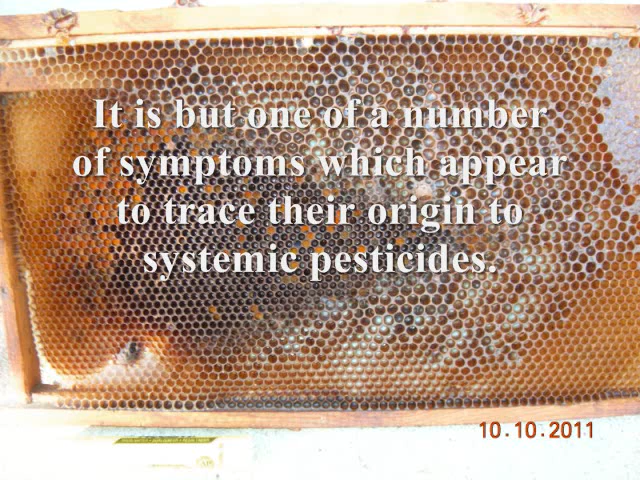 It is but one of a number
of symptoms which appear
to trace their origin to
systemic pesticides.
10.10.2011